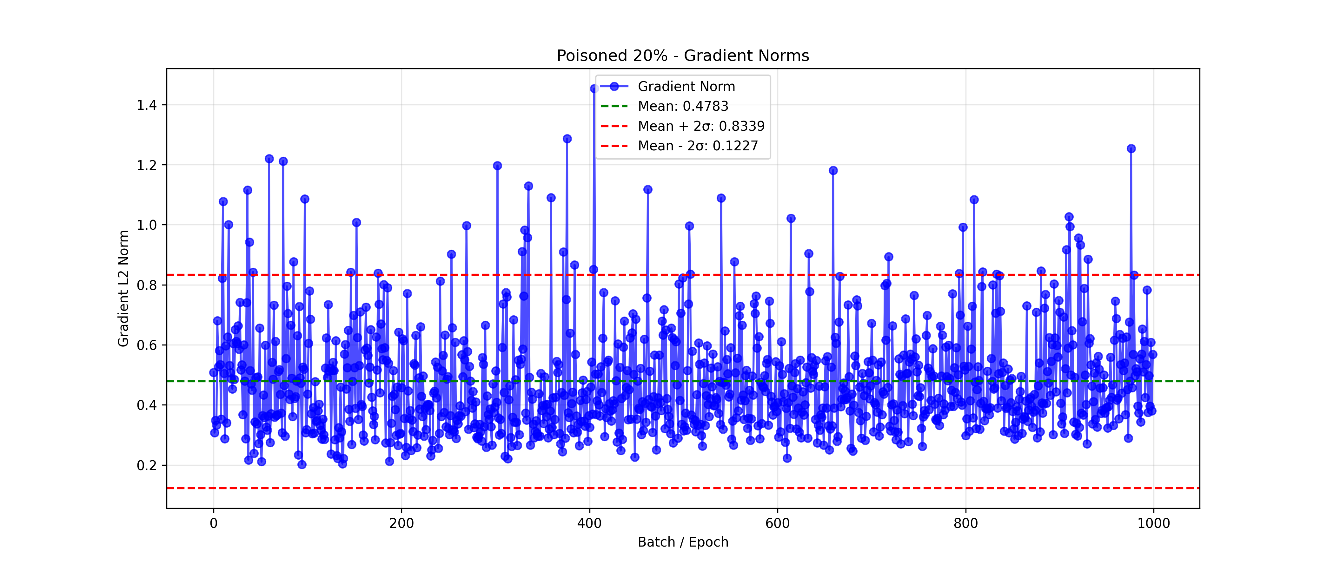 Poisoned 20% - Gradient Norms
Gradient Norm
Mean: 0.4783
Mean + 2σ: 0.8339
Mean - 2σ: 0.1227
Gradient L2 Norm
1.4
1.2
1.0
0.8
0.6
0.4
0.2
0 200 400 600 800 1000
Batch / Epoch